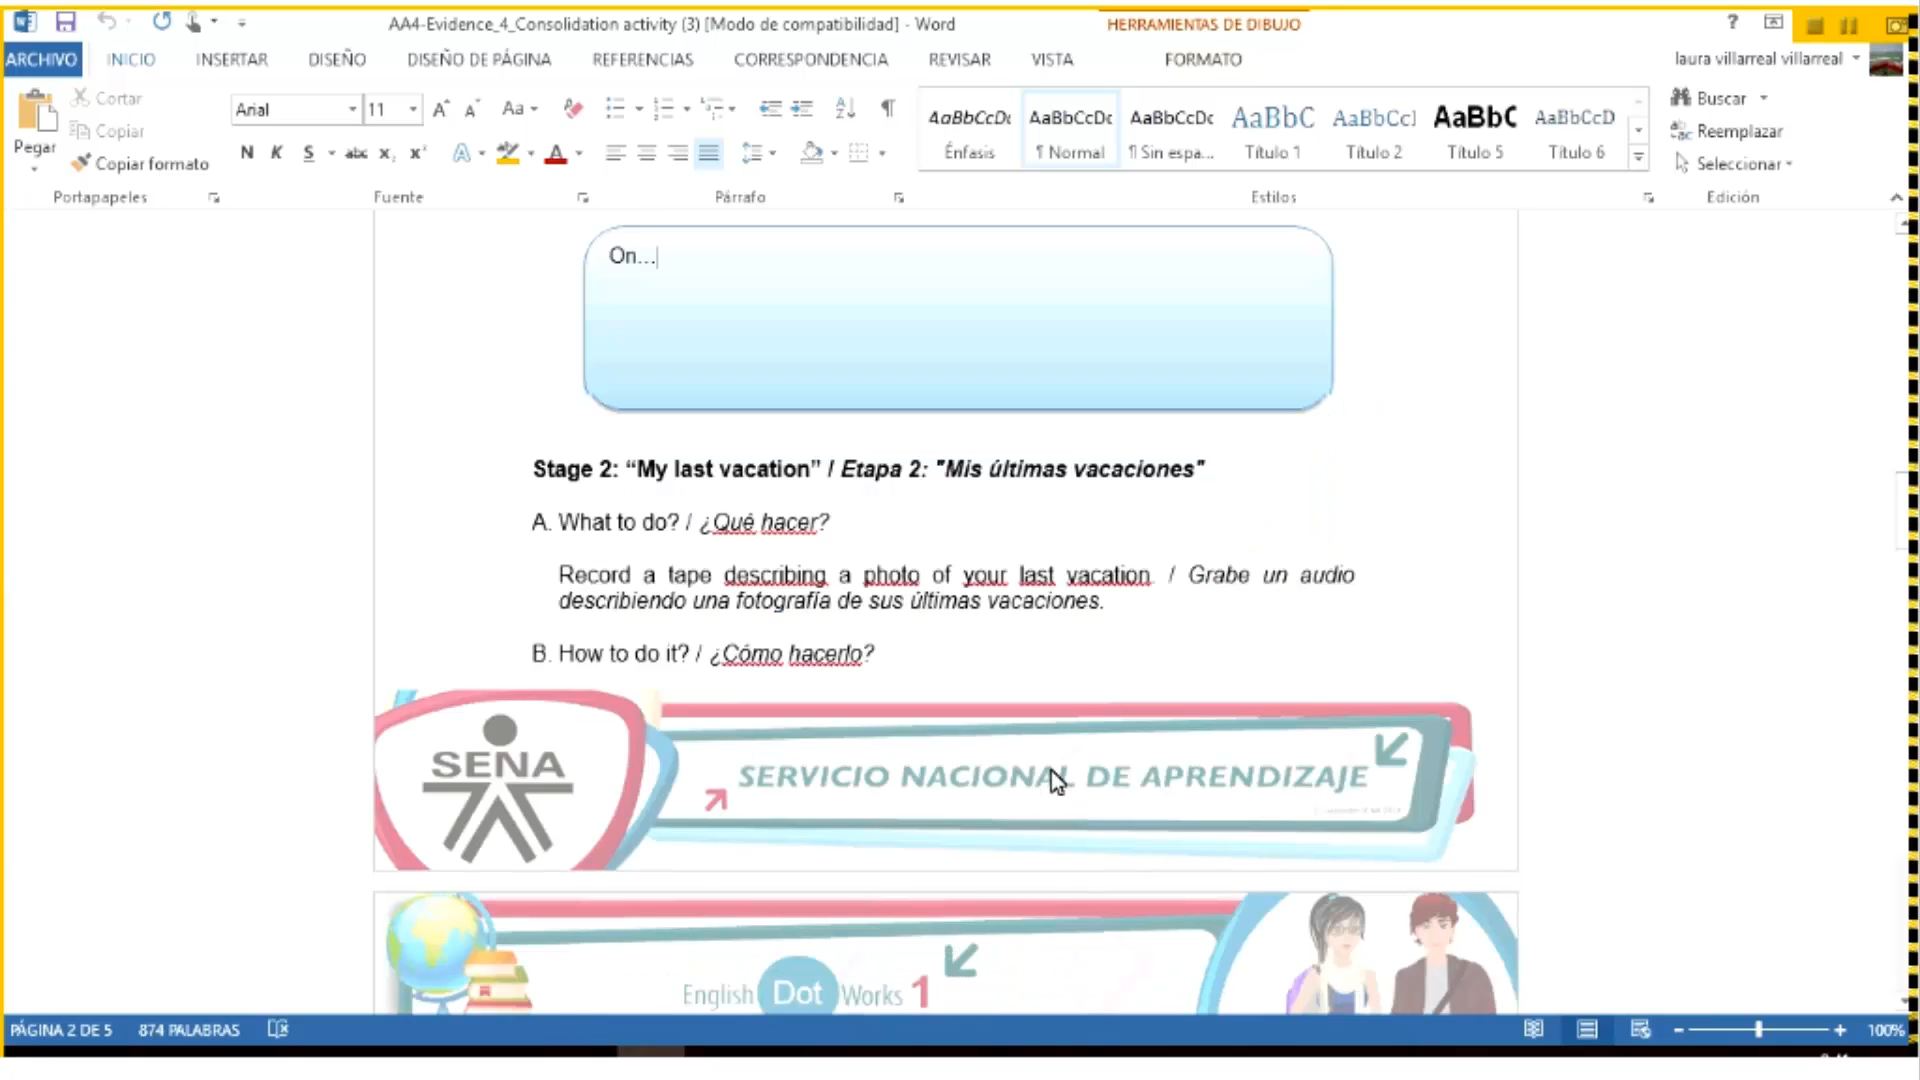 AA4-Evidence_4_Consolidation activity (3) [Modo de compatibilidad] - Word
HERRAMIENTAS DE DIBUJO
?
ARCHIVO INICIO INSERTAR DISEÑO DISEÑO DE PÁGINA REFERENCIAS CORRESPONDENCIA REVISAR VISTA FORMATO laura villarreal villarreal
Pegar
Cortar
Copiar
Copiar formato
Arial 11
Aa
N K S abc x, x'
AaBbCcDc AaBbCcDc AaBbCcDc AaBbC AaBbCcI AaBbC AaBbCcD
Énfasis ¶ Normal ¶ Sin espa... Título 1 Título 2 Título 5 Título 6
Buscar
Reemplazar
Seleccionar
Portapapeles Fuente Párrafo Estilos Edición
On...
Stage 2: “My last vacation” / Etapa 2: "Mis últimas vacaciones"
A. What to do? / ¿Qué hacer?
Record a tape describing a photo of your last vacation. / Grabe un audio
describiendo una fotografía de sus últimas vacaciones.
B. How to do it? / ¿Cómo hacerlo?
SENA
SERVICIO NACIONAL DE APRENDIZAJE
English Dot Works 1
PÁGINA 2 DE 5 874 PALABRAS 100%